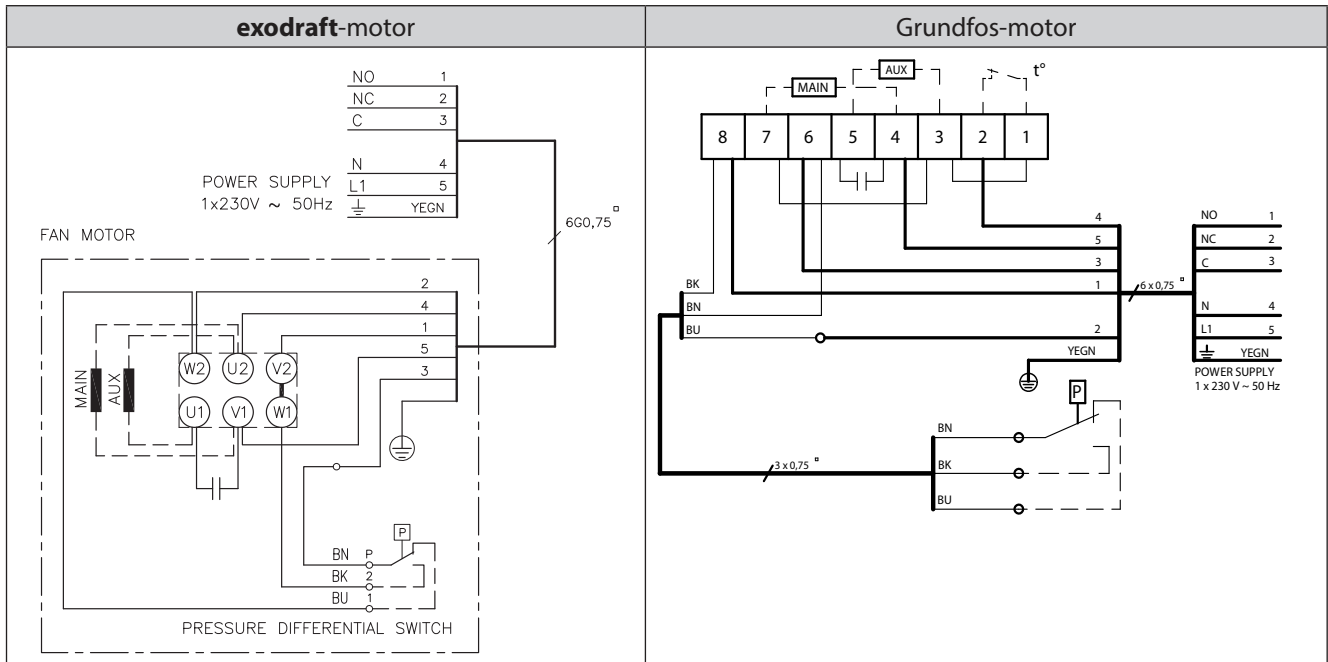 exodraft-motor
Grundfos-motor
NO 1
NC 2
C 3
N 4
POWER SUPPLY L1 5
1x230V ~ 50Hz YEGN
6G0,75
FAN MOTOR
2
4
1
5
3
MAIN
AUX
W2 U2 V2
U1 V1 W1
P
BN P
BK 2
BU 1
PRESSURE DIFFERENTIAL SWITCH
AUX t°
MAIN
8 7 6 5 4 3 2 1
4
5
3
1
2
YEGN
6 x 0,75
NO 1
NC 2
C 3
N 4
L1 5
YEGN
POWER SUPPLY
1 x 230 V ~ 50 Hz
BK
BN
BU
P
3 x 0,75
BN
BK
BU